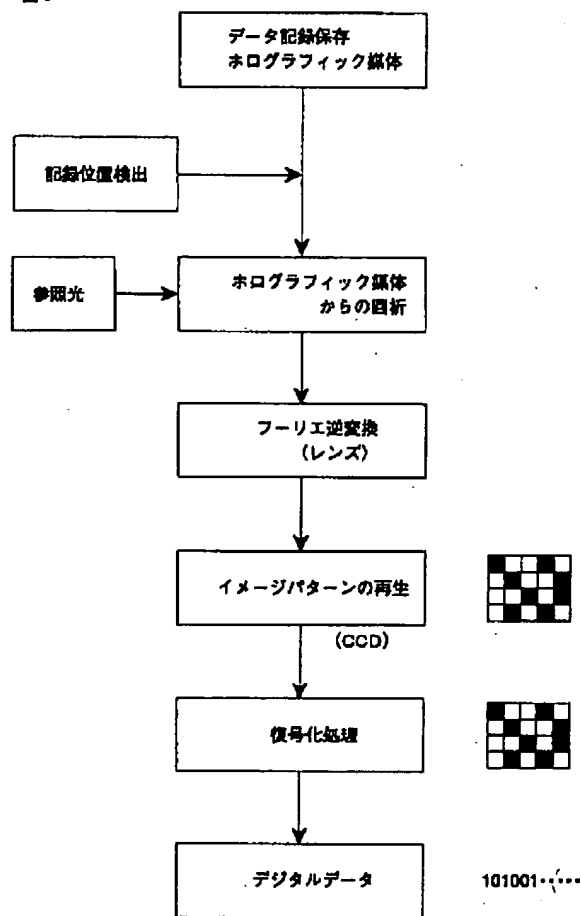 データ記録保存
ホログラフィック媒体
記録位置検出
参照光
ホログラフィック媒体
からの回折
フーリエ逆変換
(レンズ)
イメージパターンの再生
(CCD)
復号化処理
デジタルデータ
101001・・・・・